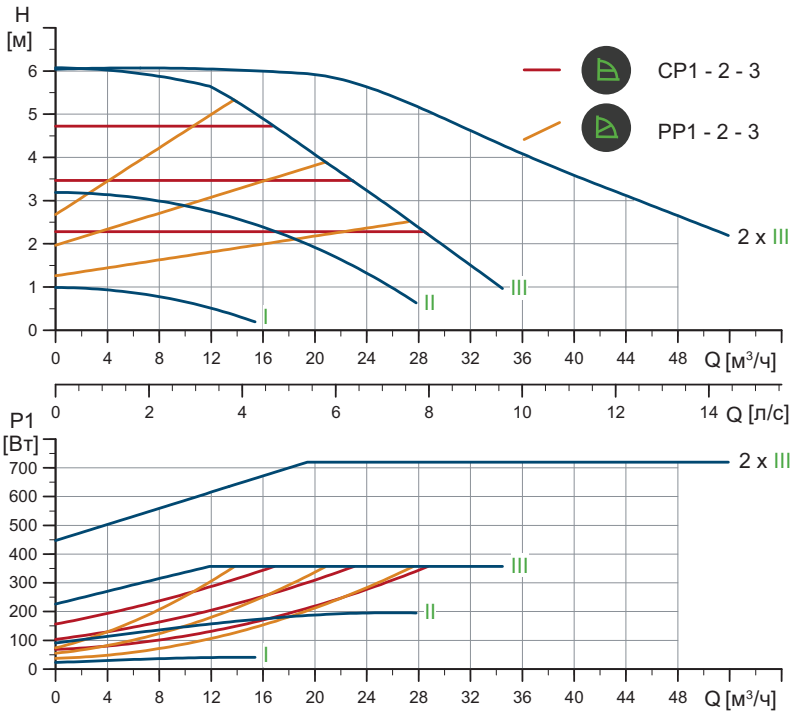 H
[м]
6
5
4
3
2
1
0
CP1 - 2 - 3
PP1 - 2 - 3
2 x III
III
II
I
0 4 8 12 16 20 24 28 32 36 40 44 48 Q [м³/ч]
0 2 4 6 8 10 12 14 Q [л/с]
P1
[Вт]
700
600
500
400
300
200
100
0
2 x III
III
II
I
0 4 8 12 16 20 24 28 32 36 40 44 48 Q [м³/ч]